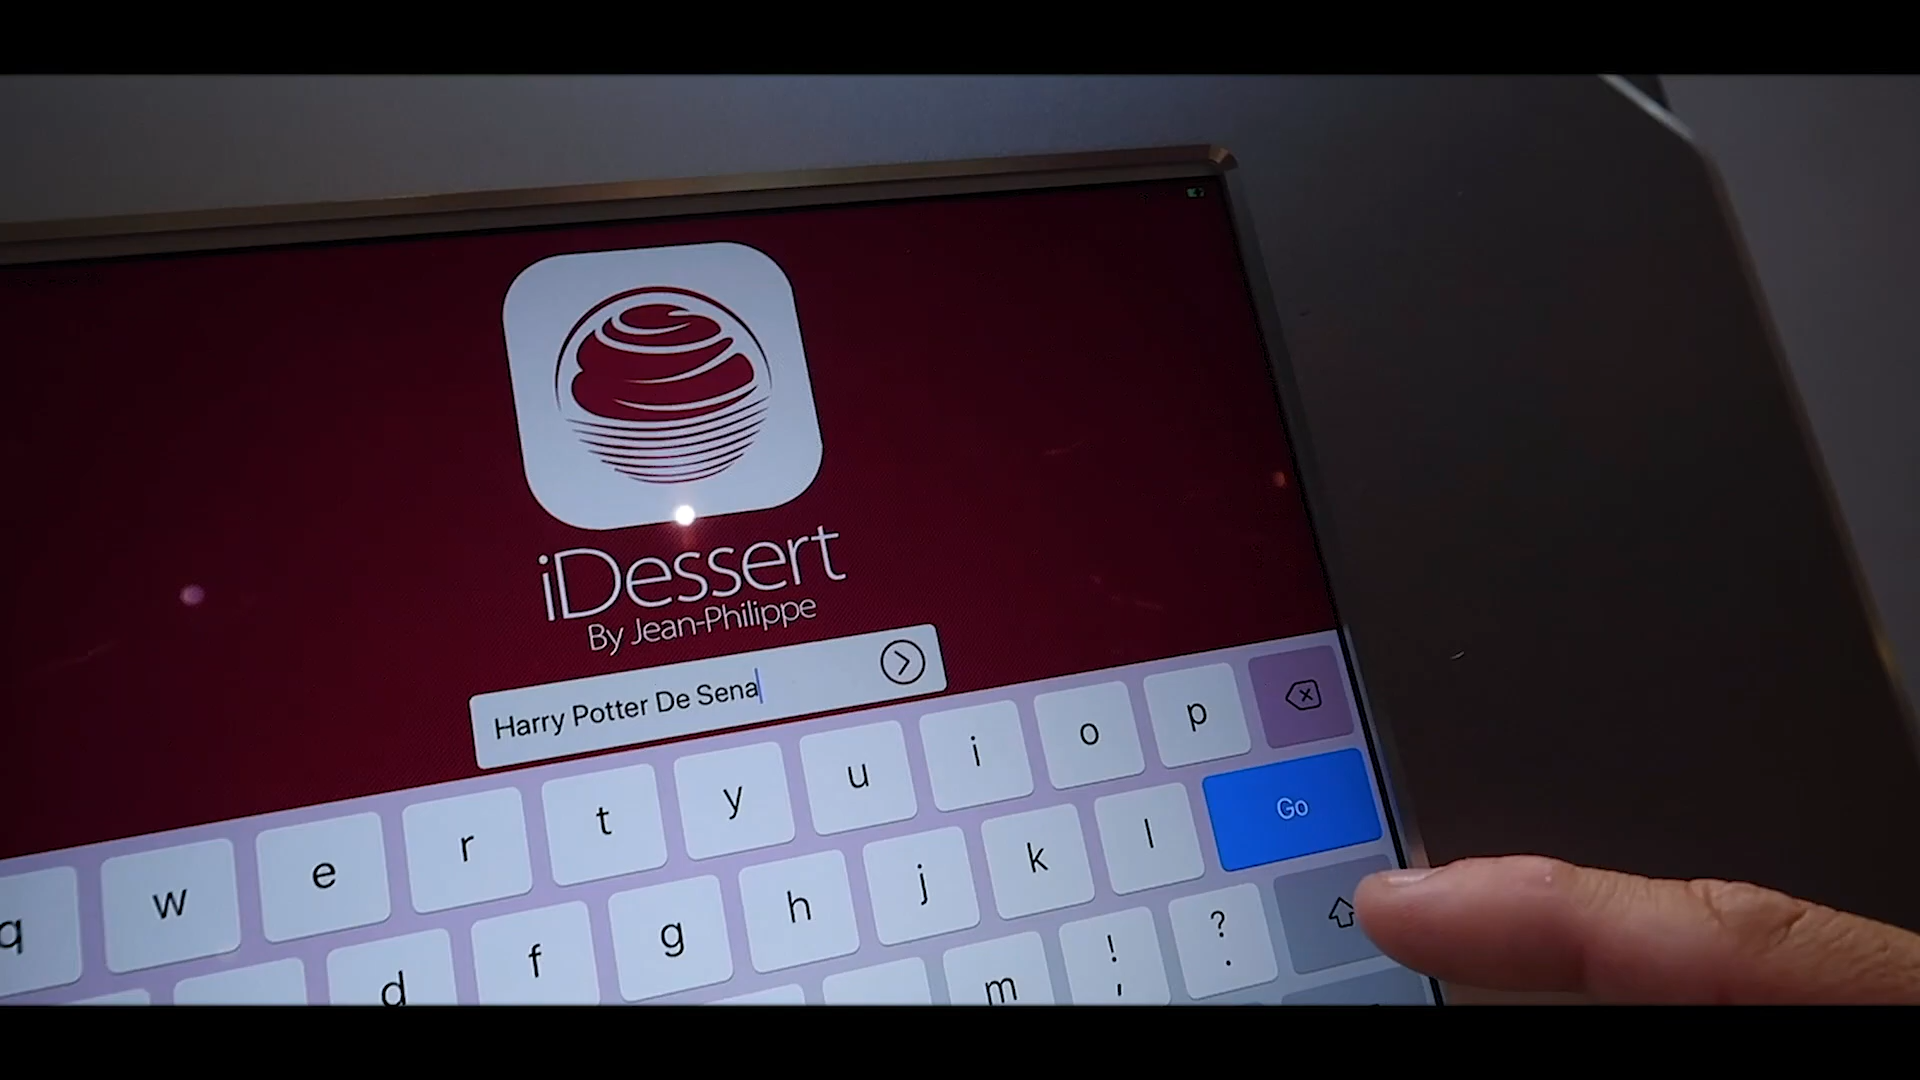 iDessert
By Jean-Philippe
Harry Potter De Sena
q w e r t y u i o p
Go
d f g h j k l
m ! , ? .